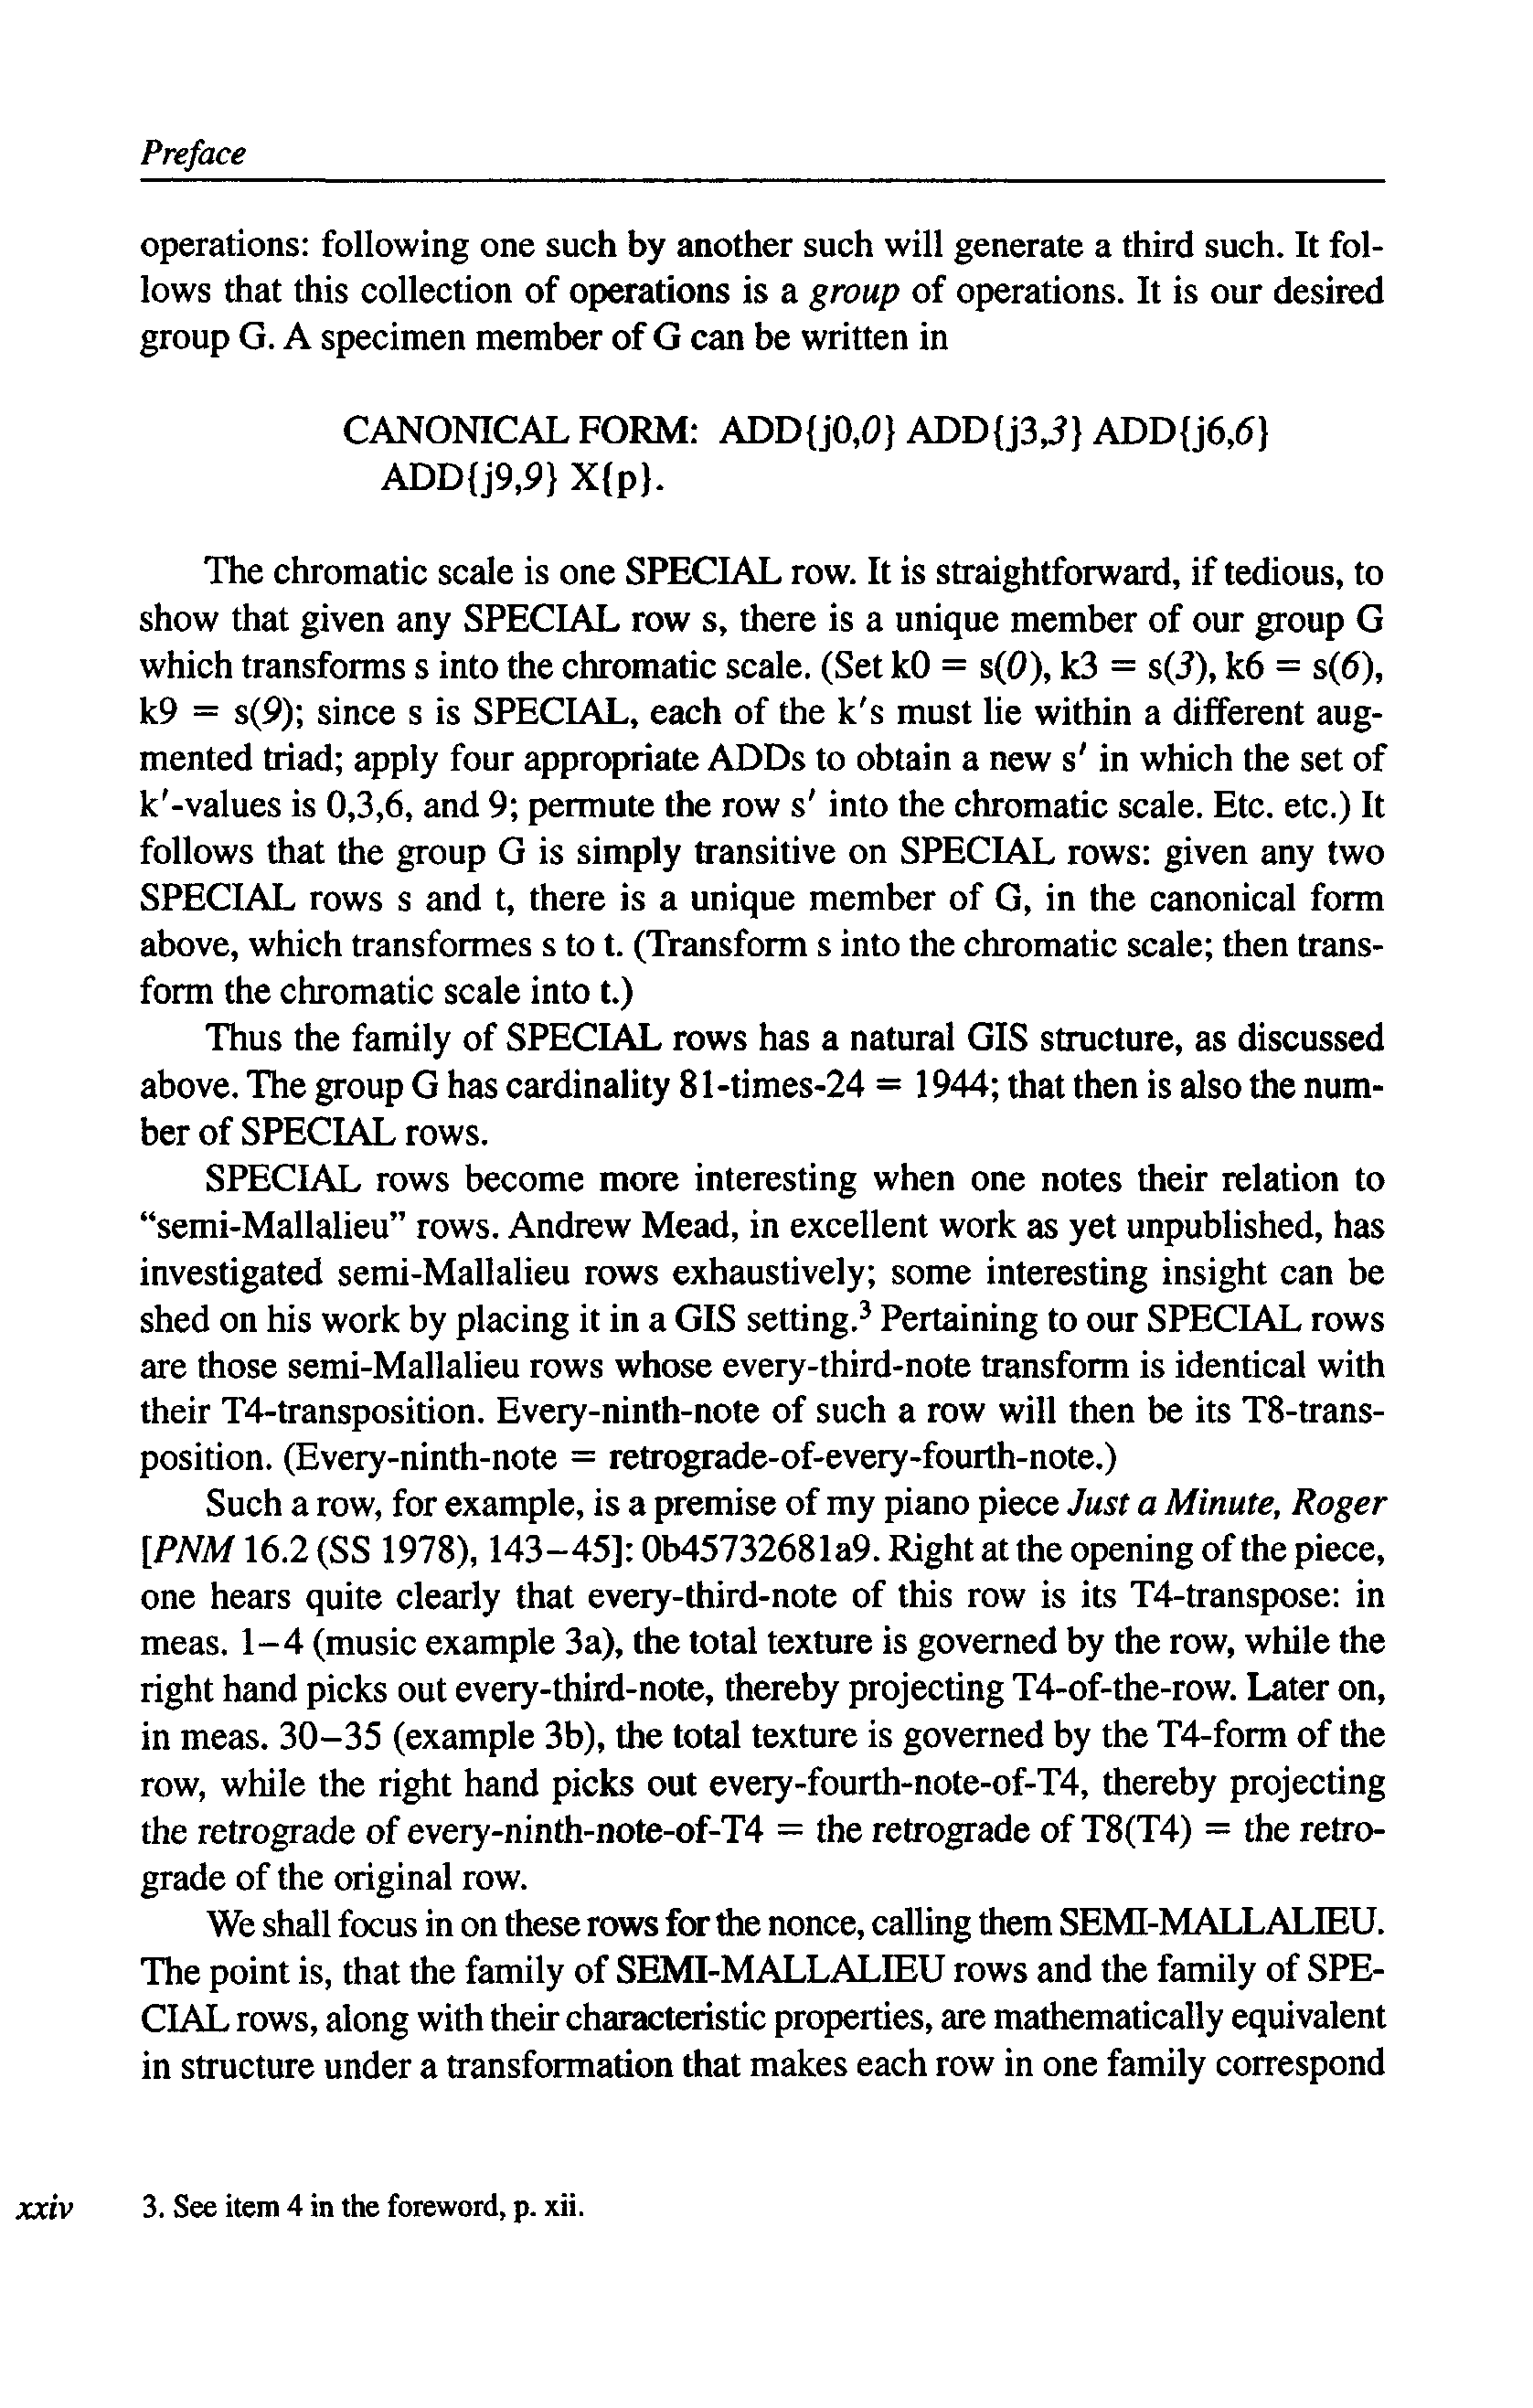 Preface
operations: following one such by another such will generate a third such. It fol-
lows that this collection of operations is a group of operations. It is our desired
group G. A specimen member of G can be written in
CANONICAL FORM: ADD{j0,0} ADD{j3,3} ADD{j6,6}
ADD{j9,9} X{p}.
The chromatic scale is one SPECIAL row. It is straightforward, if tedious, to
show that given any SPECIAL row s, there is a unique member of our group G
which transforms s into the chromatic scale. (Set k0 = s(0), k3 = s(3), k6 = s(6),
k9 = s(9); since s is SPECIAL, each of the k's must lie within a different aug-
mented triad; apply four appropriate ADDs to obtain a new s' in which the set of
k'-values is 0,3,6, and 9; permute the row s' into the chromatic scale. Etc. etc.) It
follows that the group G is simply transitive on SPECIAL rows: given any two
SPECIAL rows s and t, there is a unique member of G, in the canonical form
above, which transformes s to t. (Transform s into the chromatic scale; then trans-
form the chromatic scale into t.)
Thus the family of SPECIAL rows has a natural GIS structure, as discussed
above. The group G has cardinality 81-times-24 = 1944; that then is also the num-
ber of SPECIAL rows.
SPECIAL rows become more interesting when one notes their relation to
“semi-Mallalieu” rows. Andrew Mead, in excellent work as yet unpublished, has
investigated semi-Mallalieu rows exhaustively; some interesting insight can be
shed on his work by placing it in a GIS setting.³ Pertaining to our SPECIAL rows
are those semi-Mallalieu rows whose every-third-note transform is identical with
their T4-transposition. Every-ninth-note of such a row will then be its T8-trans-
position. (Every-ninth-note = retrograde-of-every-fourth-note.)
Such a row, for example, is a premise of my piano piece Just a Minute, Roger
[PNM 16.2 (SS 1978), 143–45]: 0b45732681a9. Right at the opening of the piece,
one hears quite clearly that every-third-note of this row is its T4-transpose: in
meas. 1–4 (music example 3a), the total texture is governed by the row, while the
right hand picks out every-third-note, thereby projecting T4-of-the-row. Later on,
in meas. 30–35 (example 3b), the total texture is governed by the T4-form of the
row, while the right hand picks out every-fourth-note-of-T4, thereby projecting
the retrograde of every-ninth-note-of-T4 = the retrograde of T8(T4) = the retro-
grade of the original row.
We shall focus in on these rows for the nonce, calling them SEMI-MALLALIEU.
The point is, that the family of SEMI-MALLALIEU rows and the family of SPE-
CIAL rows, along with their characteristic properties, are mathematically equivalent
in structure under a transformation that makes each row in one family correspond
xxiv 3. See item 4 in the foreword, p. xii.